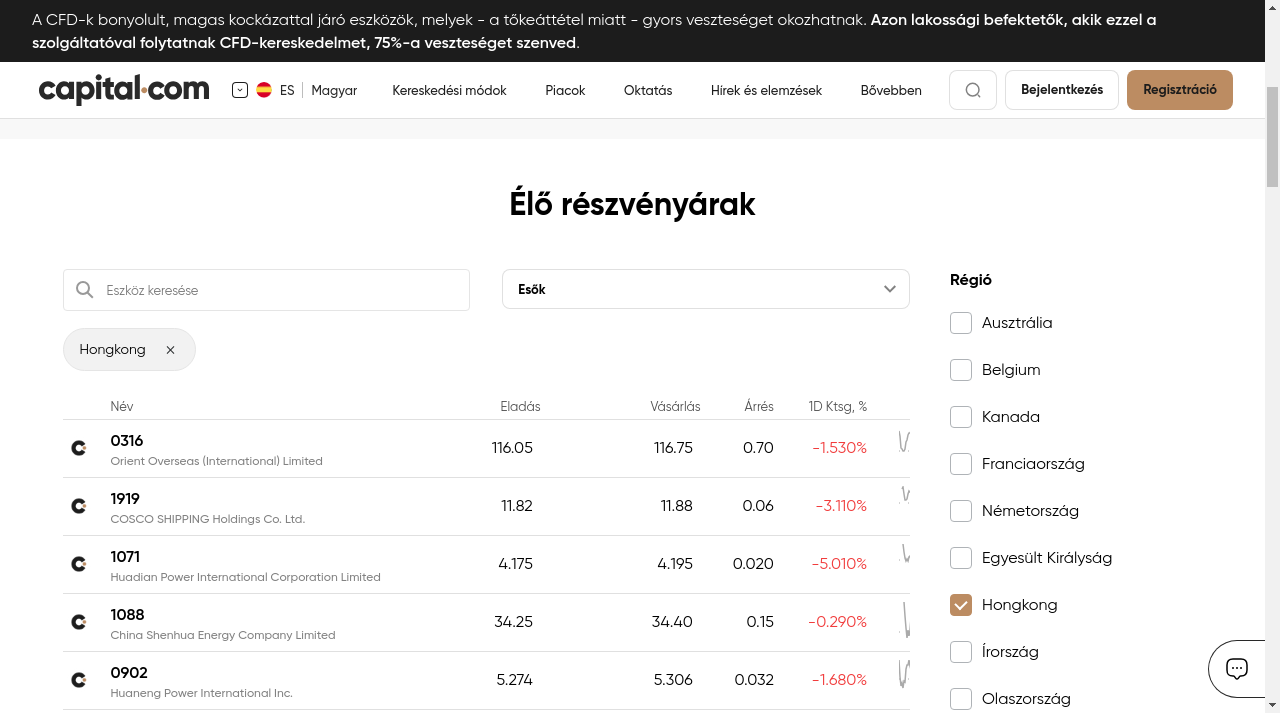 A CFD-k bonyolult, magas kockázattal járó eszközök, melyek - a tőkeáttétel miatt - gyors veszteséget okozhatnak. Azon lakossági befektetők, akik ezzel a
szolgáltatóval folytatnak CFD-kereskedelmet, 75%-a veszteséget szenved.
capital.com
ES
Magyar
Kereskedési módok
Piacok
Oktatás
Hírek és elemzések
Bővebben
Bejelentkezés
Regisztráció
Élő részvényárak
Eszköz keresése
Esők
Hongkong
Név Eladás Vásárlás Árrés 1D Ktsg, %
0316 116.05 116.75 0.70 -1.530%
Orient Overseas (International) Limited
1919 11.82 11.88 0.06 -3.110%
COSCO SHIPPING Holdings Co. Ltd.
1071 4.175 4.195 0.020 -5.010%
Huadian Power International Corporation Limited
1088 34.25 34.40 0.15 -0.290%
China Shenhua Energy Company Limited
0902 5.274 5.306 0.032 -1.680%
Huaneng Power International Inc.
Régió
Ausztrália
Belgium
Kanada
Franciaország
Németország
Egyesült Királyság
Hongkong
Írország
Olaszország